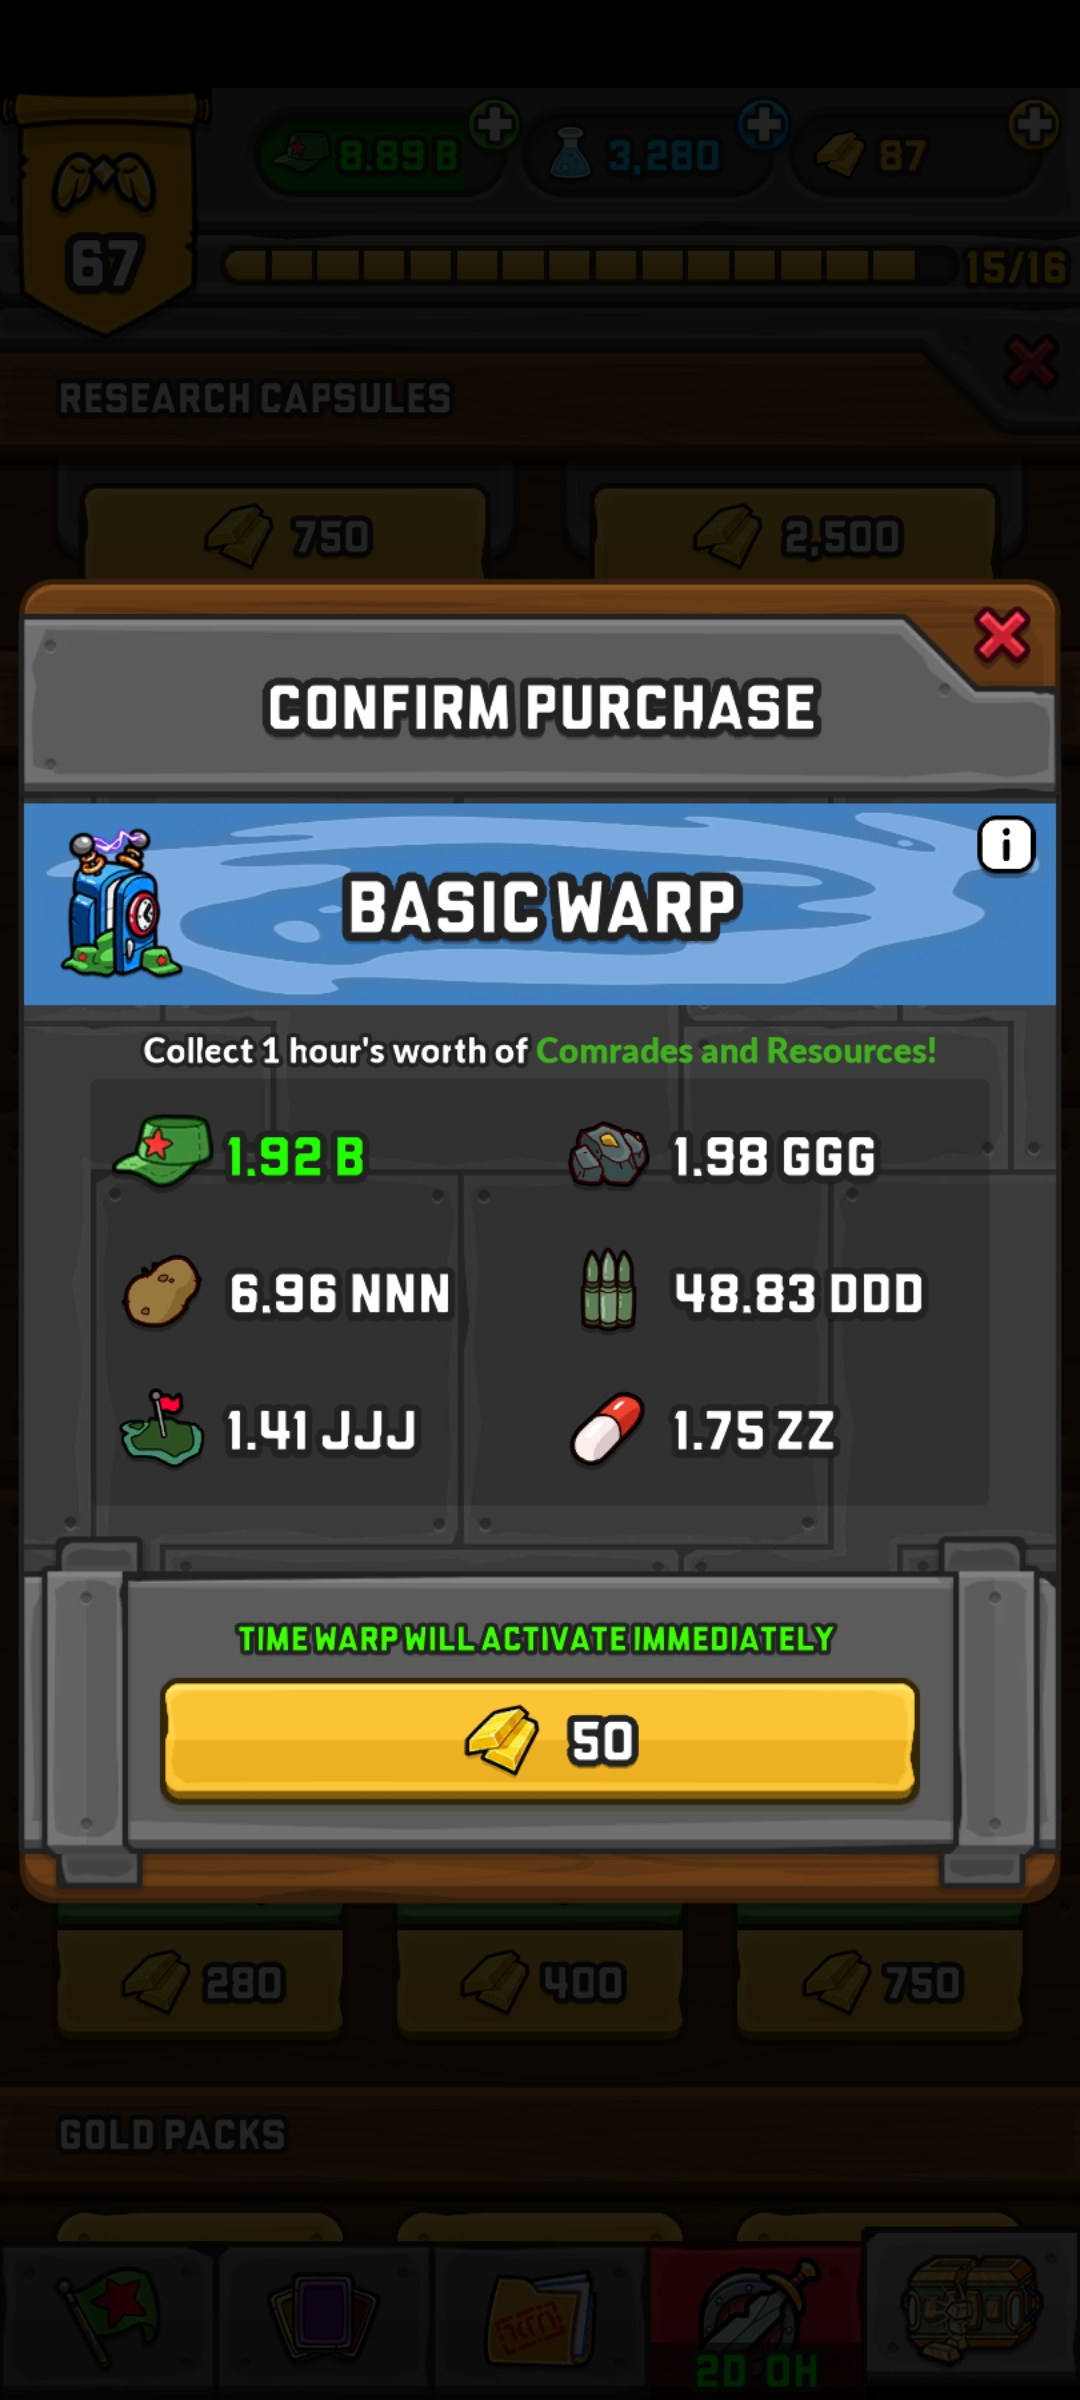 8.89 B
3,280
87
67
15/16
RESEARCH CAPSULES
750
2,500
CONFIRM PURCHASE
BASIC WARP
i
Collect 1 hour's worth of Comrades and Resources!
1.92 B
1.98 GGG
6.96 NNN
48.83 DDD
1.41 JJJ
1.75 ZZ
TIME WARP WILL ACTIVATE IMMEDIATELY
50
280
400
750
GOLD PACKS
2D 0H